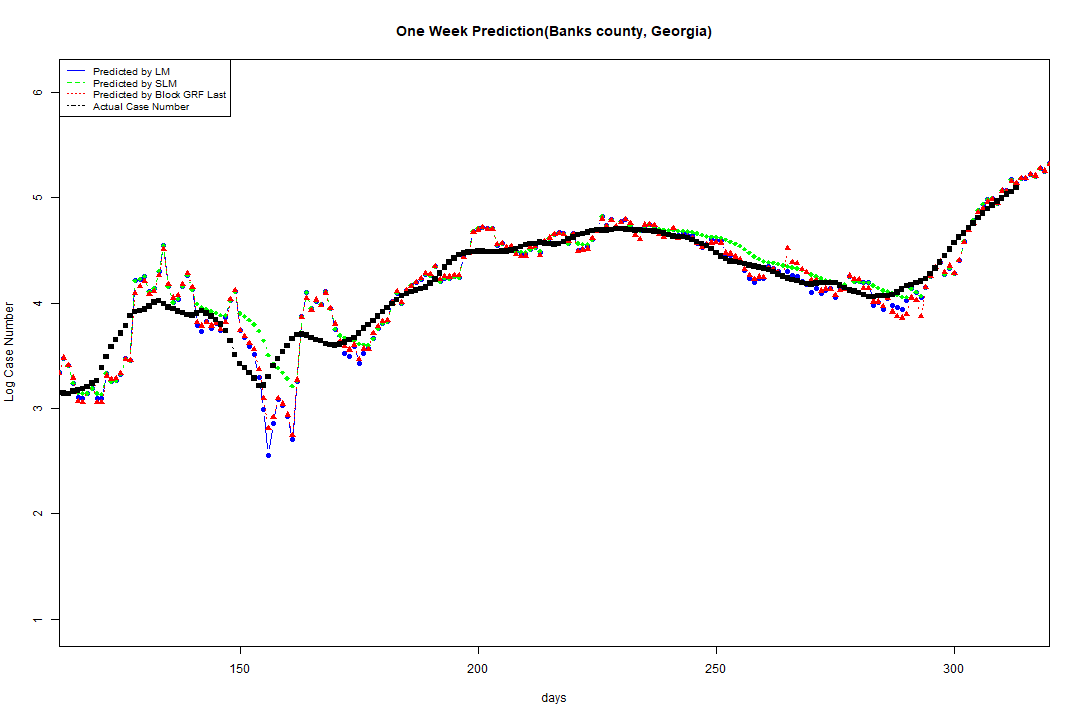 One Week Prediction(Banks county, Georgia)
Predicted by LM
Predicted by SLM
Predicted by Block GRF Last
Actual Case Number
6
5
4
3
2
1
Log Case Number
150
200
250
300
days